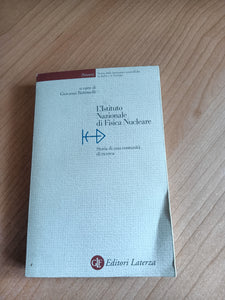 a cura di
Giovanni Battimelli
L'Istituto
Nazionale
di Fisica Nucleare
Storia di una comunità
di ricerca
Editori Laterza